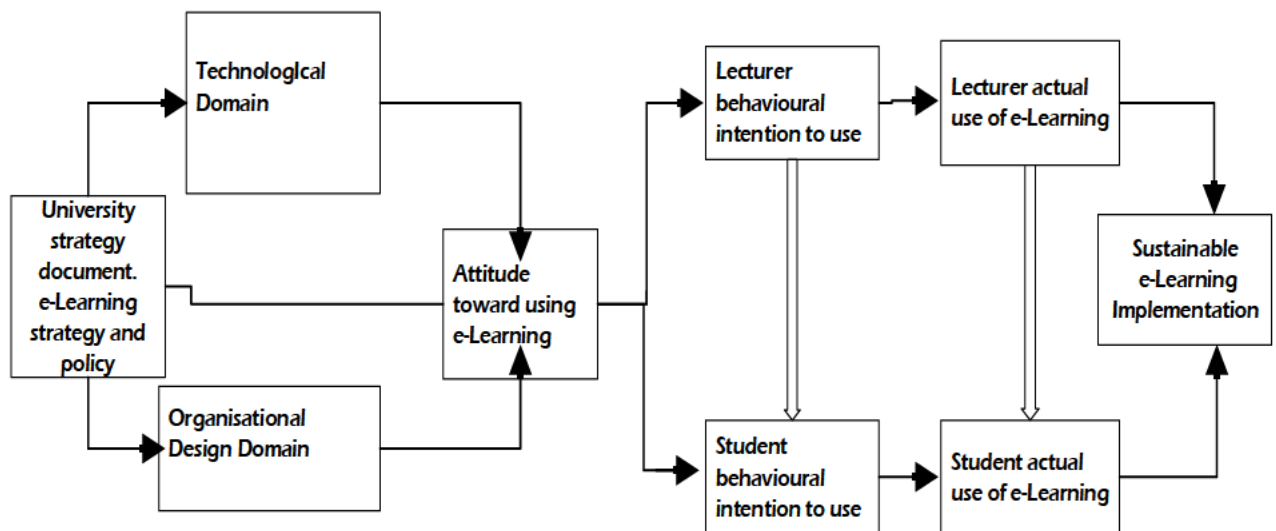 Technological
Domain
Lecturer
behavioural
intention to use
Lecturer actual
use of e-Learning
University
strategy
document.
e-Learning
strategy and
policy
Attitude
toward using
e-Learning
Sustainable
e-Learning
Implementation
Organisational
Design Domain
Student
behavioural
intention to use
Student actual
use of e-Learning